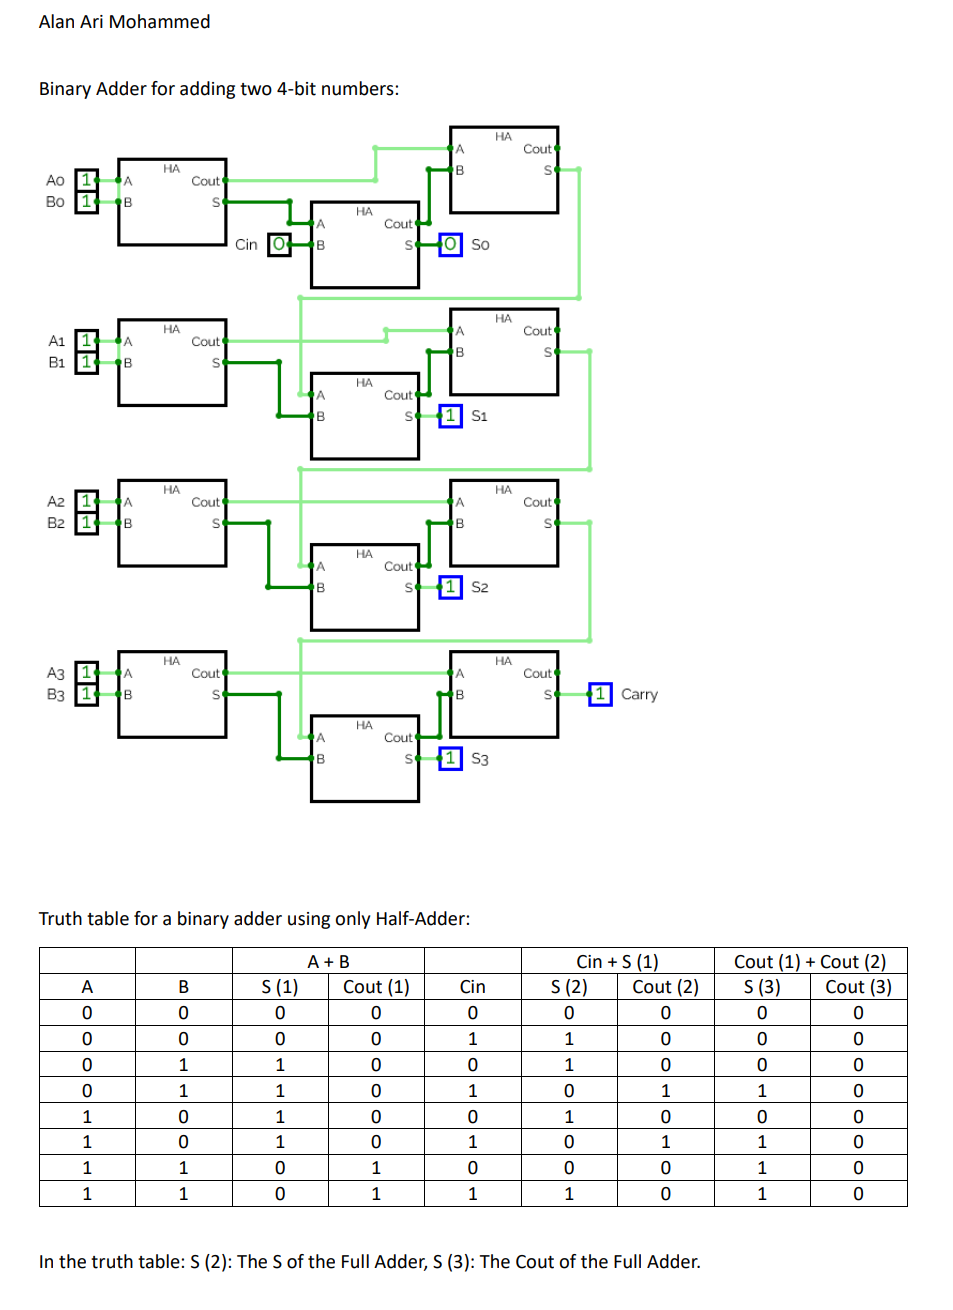 Alan Ari Mohammed
Binary Adder for adding two 4-bit numbers:
HA
A Cout
B S
HA
A0 1 A Cout
B0 1 B S
HA
A Cout
Cin 0 B S 0 S0
HA
A Cout
B S
HA
A1 1 A Cout
B1 1 B S
HA
A Cout
B S 1 S1
HA
A Cout
B S
HA
A2 1 A Cout
B2 1 B S
HA
A Cout
B S 1 S2
HA
A Cout
B S 1 Carry
HA
A3 1 A Cout
B3 1 B S
HA
A Cout
B S 1 S3
Truth table for a binary adder using only Half-Adder:
A + B Cin + S (1) Cout (1) + Cout (2)
A B S (1) Cout (1) Cin S (2) Cout (2) S (3) Cout (3)
0 0 0 0 0 0 0 0 0
0 0 0 0 1 1 0 0 0
0 1 1 0 0 1 0 0 0
0 1 1 0 1 0 1 1 0
1 0 1 0 0 1 0 0 0
1 0 1 0 1 0 1 1 0
1 1 0 1 0 0 0 1 0
1 1 0 1 1 1 0 1 0
In the truth table: S (2): The S of the Full Adder, S (3): The Cout of the Full Adder.